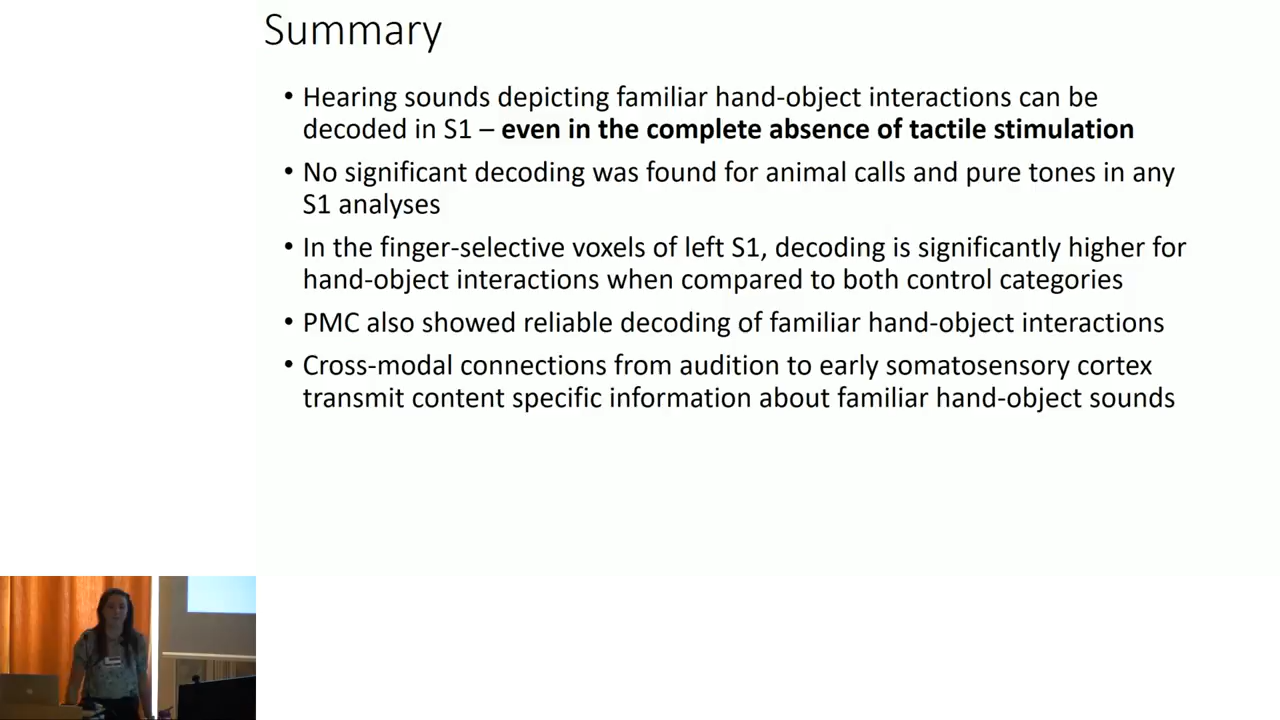 Summary
• Hearing sounds depicting familiar hand-object interactions can be
decoded in S1 – even in the complete absence of tactile stimulation
• No significant decoding was found for animal calls and pure tones in any
S1 analyses
• In the finger-selective voxels of left S1, decoding is significantly higher for
hand-object interactions when compared to both control categories
• PMC also showed reliable decoding of familiar hand-object interactions
• Cross-modal connections from audition to early somatosensory cortex
transmit content specific information about familiar hand-object sounds